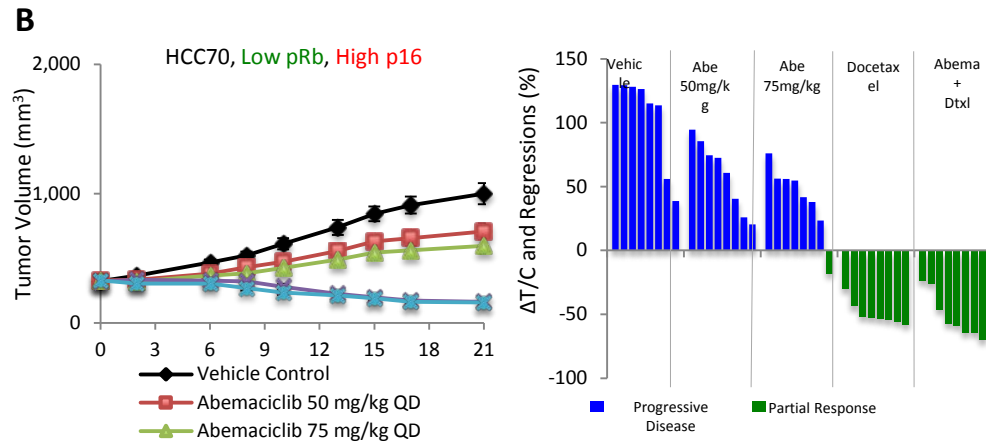 B
HCC70, Low pRb, High p16
Tumor Volume (mm³)
2,000
1,000
0
0 3 6 9 12 15 18 21
Vehicle Control
Abemaciclib 50 mg/kg QD
Abemaciclib 75 mg/kg QD
ΔT/C and Regressions (%)
150
100
50
0
-50
-100
Vehic
le
Abe
50mg/k
g
Abe
75mg/kg
Docetax
el
Abema
+
Dtxl
Progressive
Disease
Partial Response